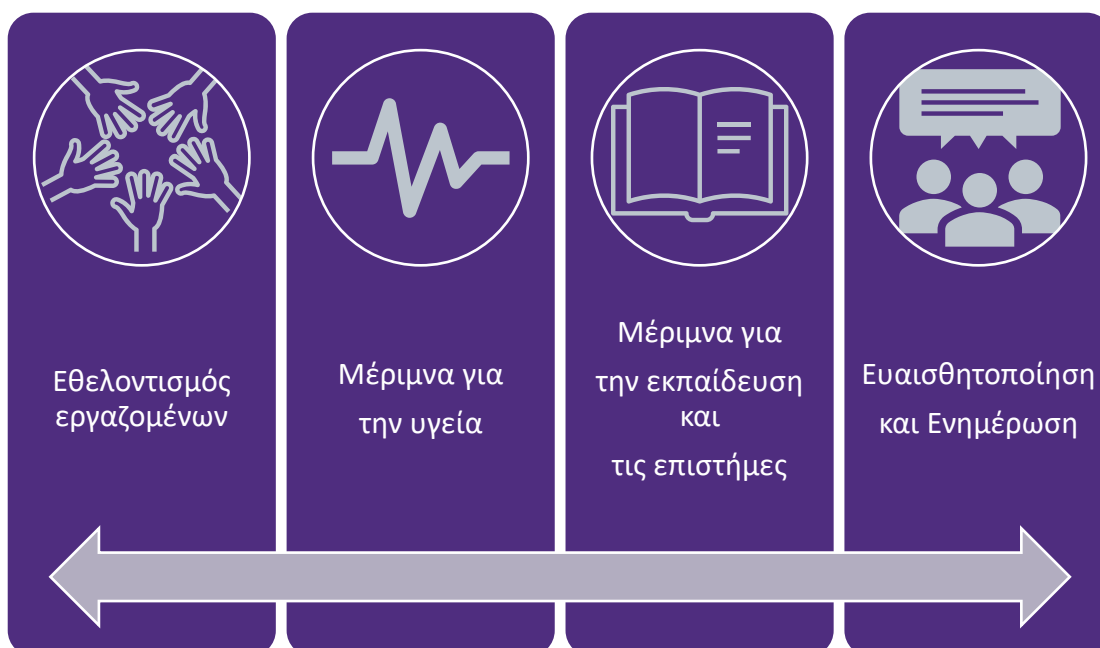 Εθελοντισμός
εργαζομένων
Μέριμνα για
την υγεία
Μέριμνα για
την εκπαίδευση
και
τις επιστήμες
Ευαισθητοποίηση
και Ενημέρωση